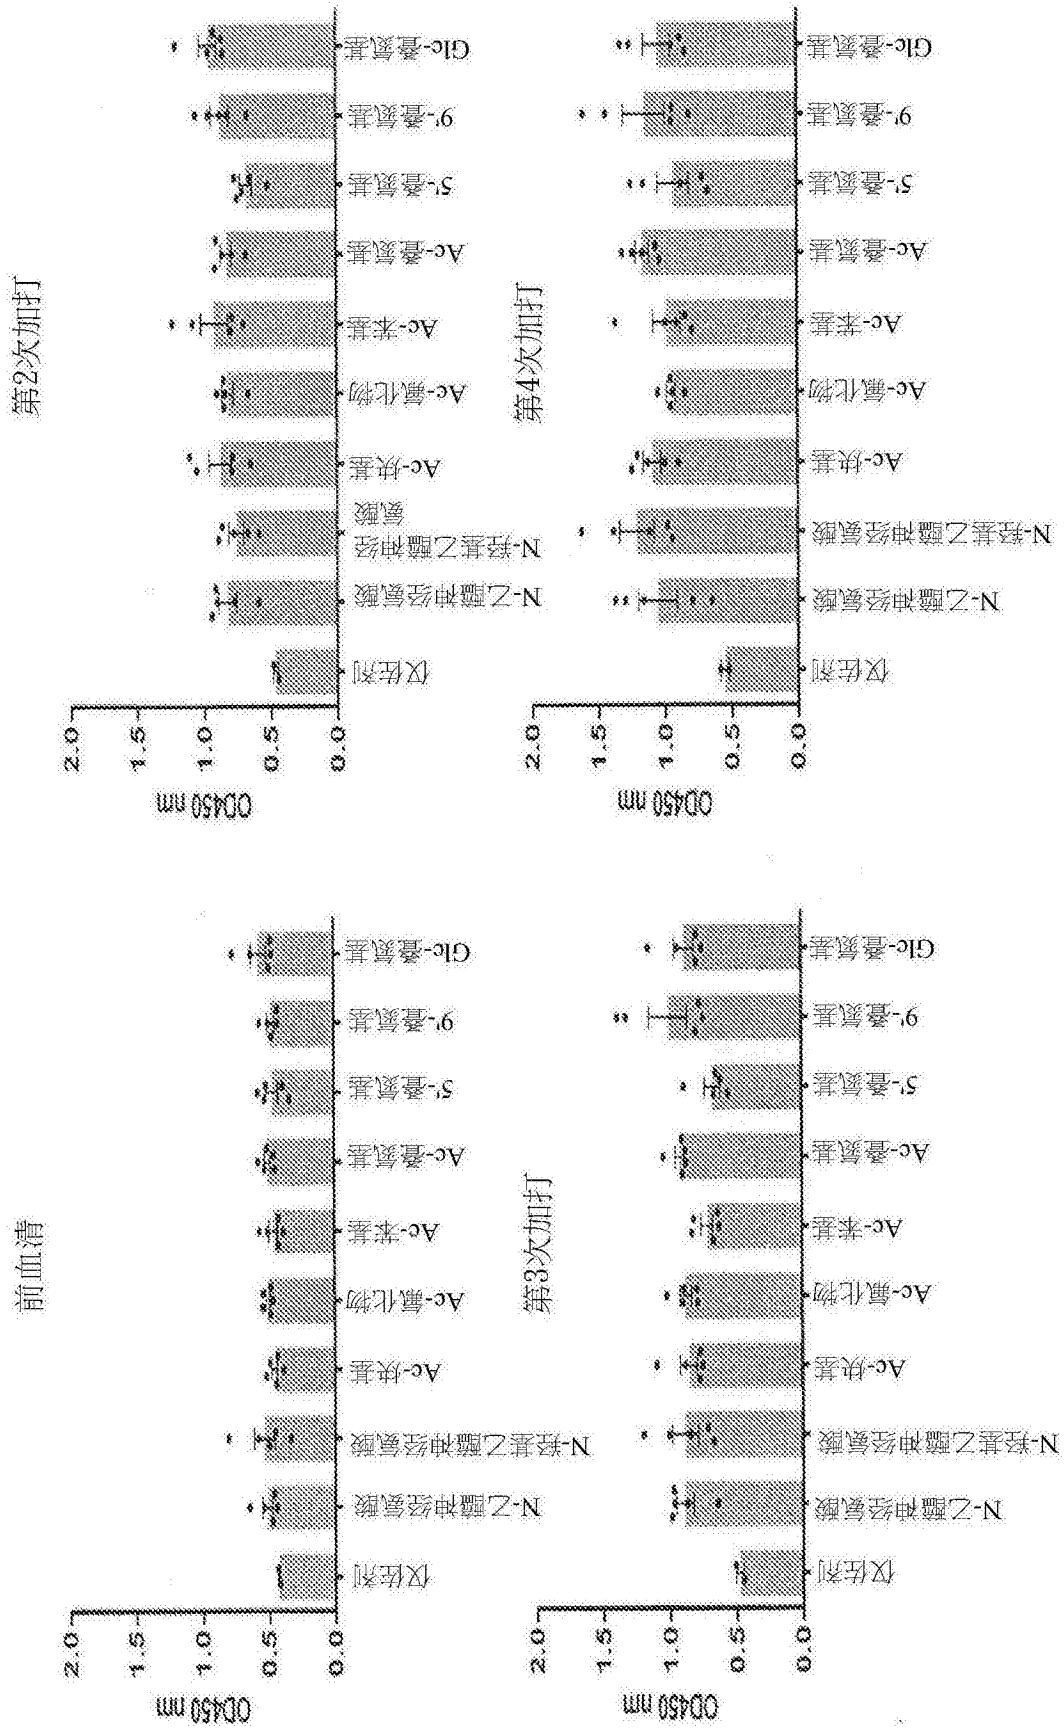 前血清
OD450 nm
2.0
1.5
1.0
0.5
0.0
仅佐剂
N-乙醯神经氨酸
N-羟基乙醯神经氨酸
Ac-炔基
Ac-氟化物
Ac-苯基
Ac-叠氮基
5'-叠氮基
9'-叠氮基
Glc-叠氮基
第2次加打
OD450 nm
2.0
1.5
1.0
0.5
0.0
仅佐剂
N-乙醯神经氨酸
N-羟基乙醯神经
氨酸
Ac-炔基
Ac-氟化物
Ac-苯基
Ac-叠氮基
5'-叠氮基
9'-叠氮基
Glc-叠氮基
第3次加打
OD450 nm
2.0
1.5
1.0
0.5
0.0
仅佐剂
N-乙醯神经氨酸
N-羟基乙醯神经氨酸
Ac-炔基
Ac-氟化物
Ac-苯基
Ac-叠氮基
5'-叠氮基
9'-叠氮基
Glc-叠氮基
第4次加打
OD450 nm
2.0
1.5
1.0
0.5
0.0
仅佐剂
N-乙醯神经氨酸
N-羟基乙醯神经氨酸
Ac-炔基
Ac-氟化物
Ac-苯基
Ac-叠氮基
5'-叠氮基
9'-叠氮基
Glc-叠氮基